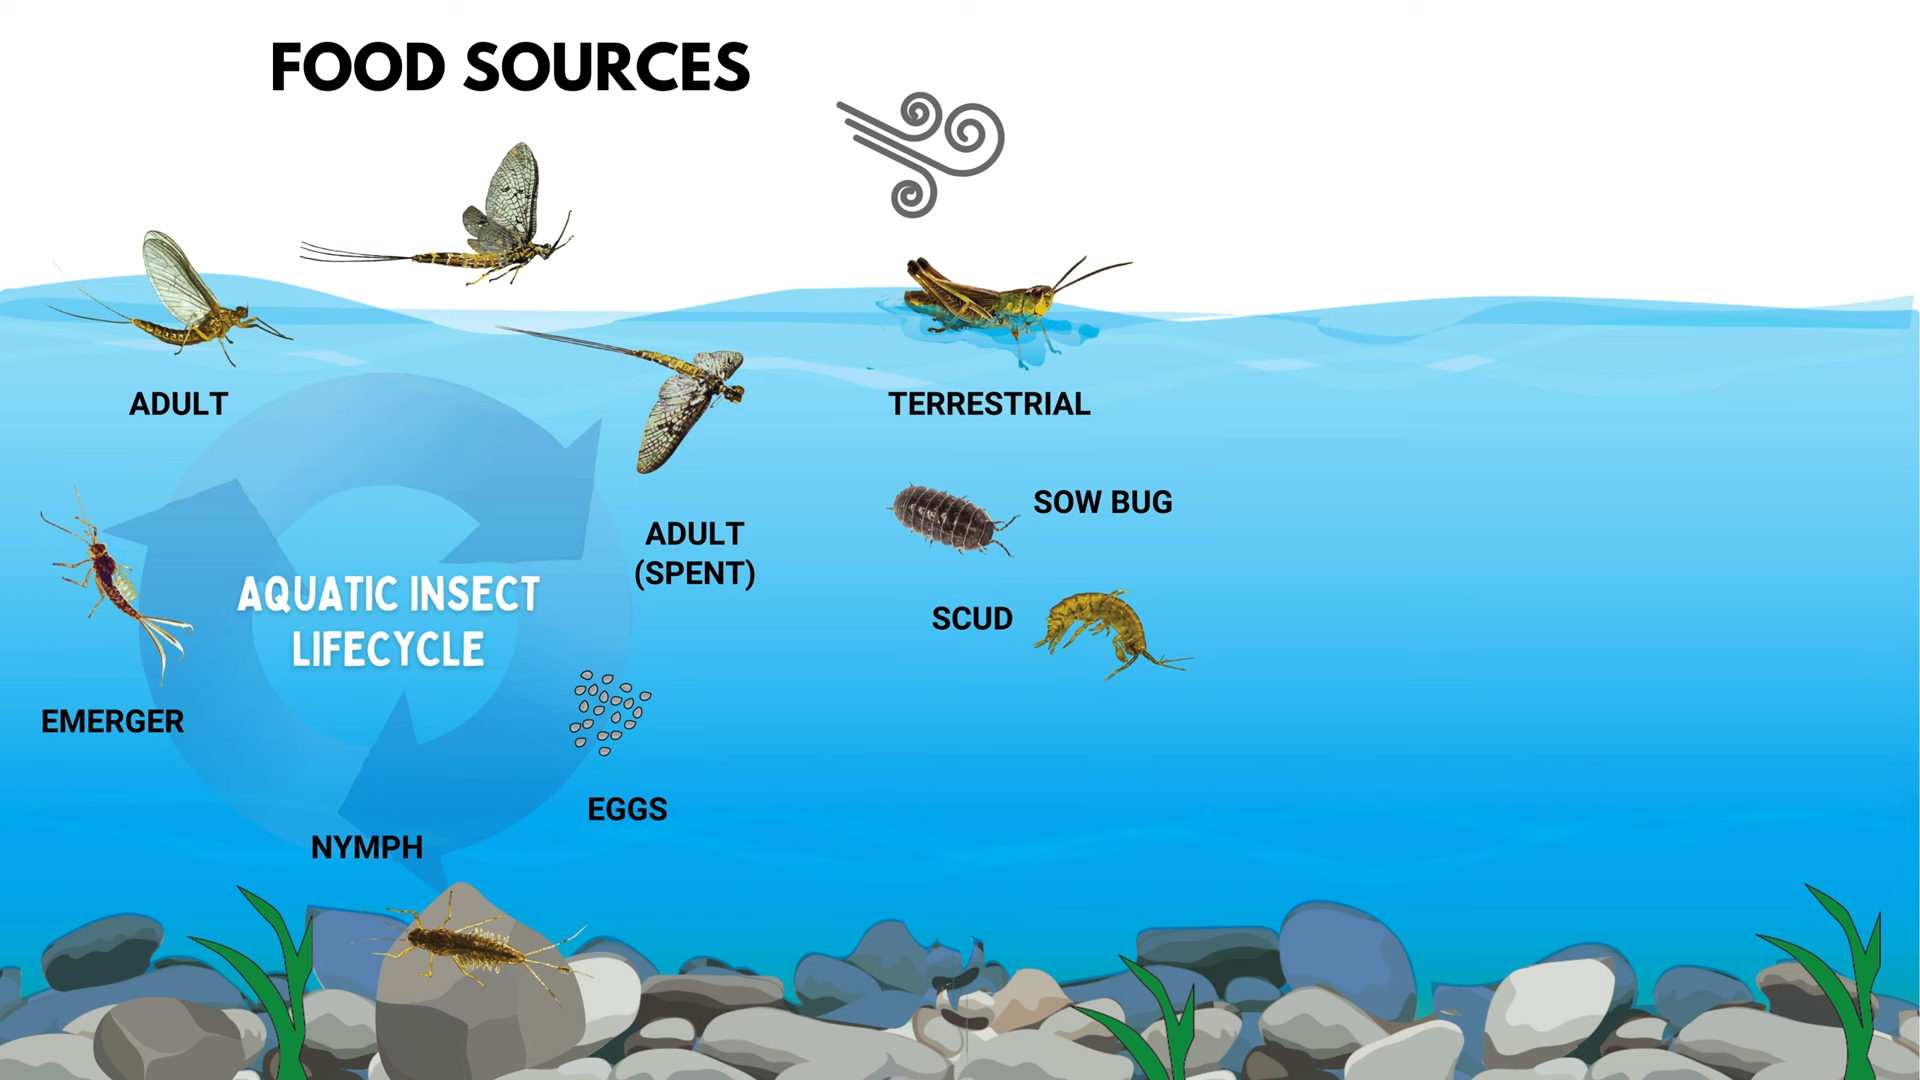 FOOD SOURCES
ADULT
TERRESTRIAL
SOW BUG
ADULT
(SPENT)
AQUATIC INSECT
LIFECYCLE
SCUD
EMERGER
EGGS
NYMPH